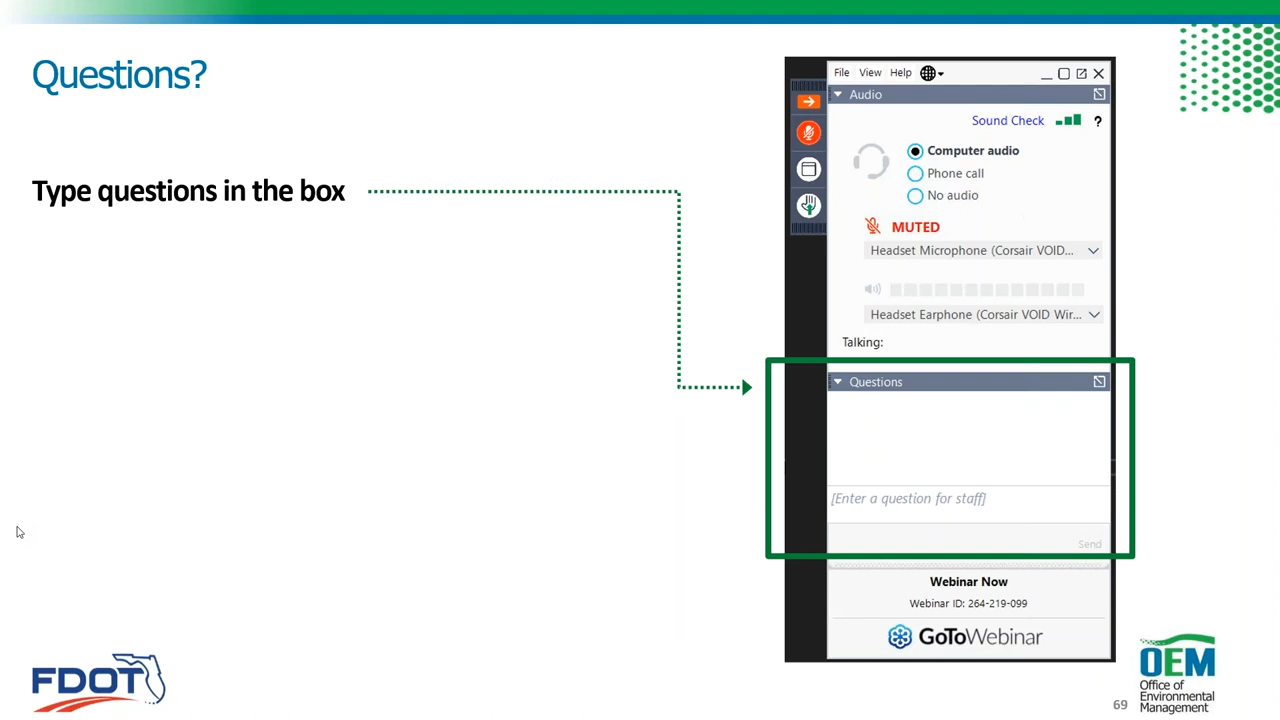 Questions?
Type questions in the box
File View Help
Audio
Sound Check ?
Computer audio
Phone call
No audio
MUTED
Headset Microphone (Corsair VOID...
Headset Earphone (Corsair VOID Wir...
Talking:
Questions
[Enter a question for staff]
Send
Webinar Now
Webinar ID: 264-219-099
GoToWebinar
FDOT
69
OEM
Office of
Environmental
Management